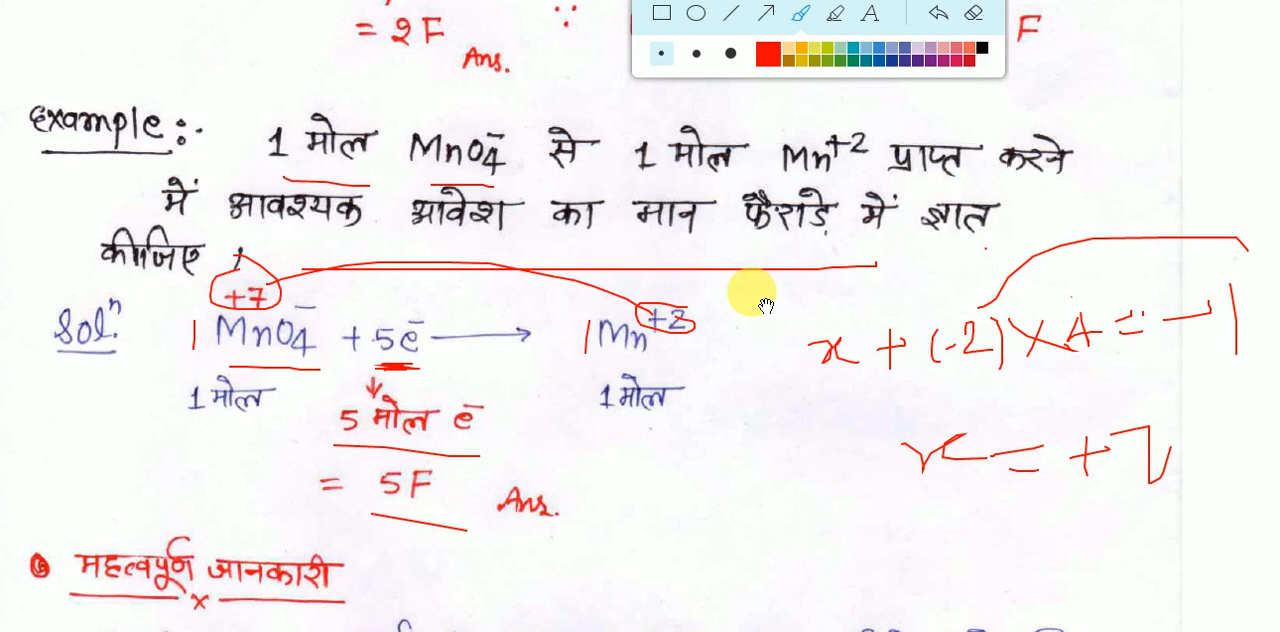 = 2F
Ans.
∵
F
A
Example:- 1 मोल MnO4⁻ से 1 मोल Mn⁺² प्राप्त करने
में आवश्यक आवेश का मान फैराडे में ज्ञात
कीजिए।
+7
Solⁿ. 1 MnO4⁻ + 5e⁻ ⟶ 1 Mn⁺²
1 मोल 1 मोल
x + (-2) × 4 = -1
↓
5 मोल e⁻
x = +7
= 5F Ans.
महत्वपूर्ण जानकारी
×